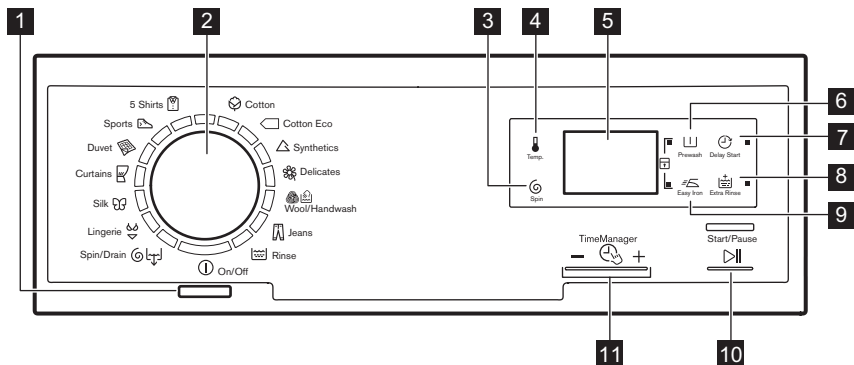 1
2
3
4
5
6
7
8
9
10
11
5 Shirts
Sports
Duvet
Curtains
Silk
Lingerie
Spin/Drain
Cotton
Cotton Eco
Synthetics
Delicates
Wool/Handwash
Jeans
Rinse
On/Off
Temp.
Spin
Prewash
Delay Start
Easy Iron
Extra Rinse
TimeManager
Start/Pause